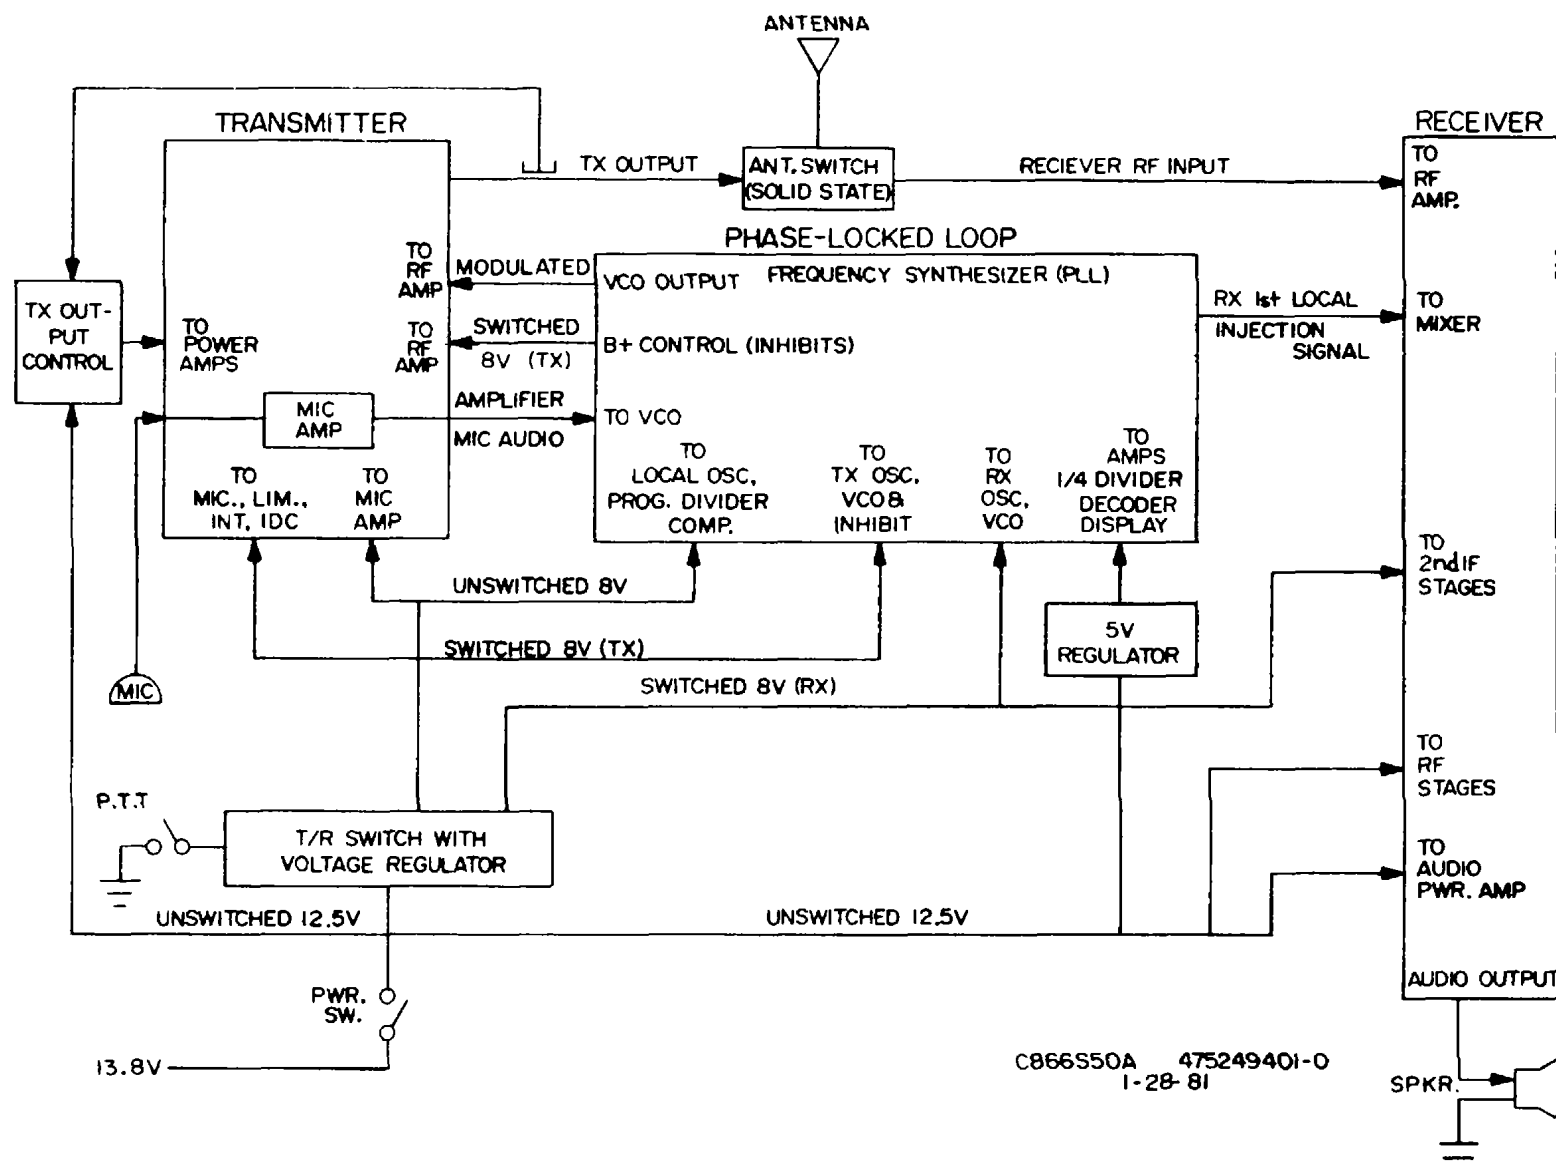 ANTENNA
TRANSMITTER
TX OUTPUT
ANT. SWITCH
(SOLID STATE)
RECIEVER RF INPUT
RECEIVER
TO
RF
AMP.
PHASE-LOCKED LOOP
FREQUENCY SYNTHESIZER (PLL)
TO
RF
AMP
MODULATED
VCO OUTPUT
RX 1st LOCAL
INJECTION
SIGNAL
TO
MIXER
TX OUT-
PUT
CONTROL
TO
POWER
AMPS
TO
RF
AMP
SWITCHED
8V (TX)
B+ CONTROL (INHIBITS)
MIC
AMP
AMPLIFIER
MIC AUDIO
TO VCO
TO
MIC., LIM.,
INT, IDC
TO
MIC
AMP
TO
LOCAL OSC,
PROG. DIVIDER
COMP.
TO
TX OSC,
VCO &
INHIBIT
TO
RX
OSC,
VCO
TO
AMPS
1/4 DIVIDER
DECODER
DISPLAY
TO
2nd IF
STAGES
UNSWITCHED 8V
SWITCHED 8V (TX)
5V
REGULATOR
MIC
SWITCHED 8V (RX)
TO
RF
STAGES
P.T.T
T/R SWITCH WITH
VOLTAGE REGULATOR
TO
AUDIO
PWR. AMP
UNSWITCHED 12.5V
UNSWITCHED 12.5V
PWR.
SW.
AUDIO OUTPUT
13.8V
C866S50A 475249401-0
1-28-81
SPKR.